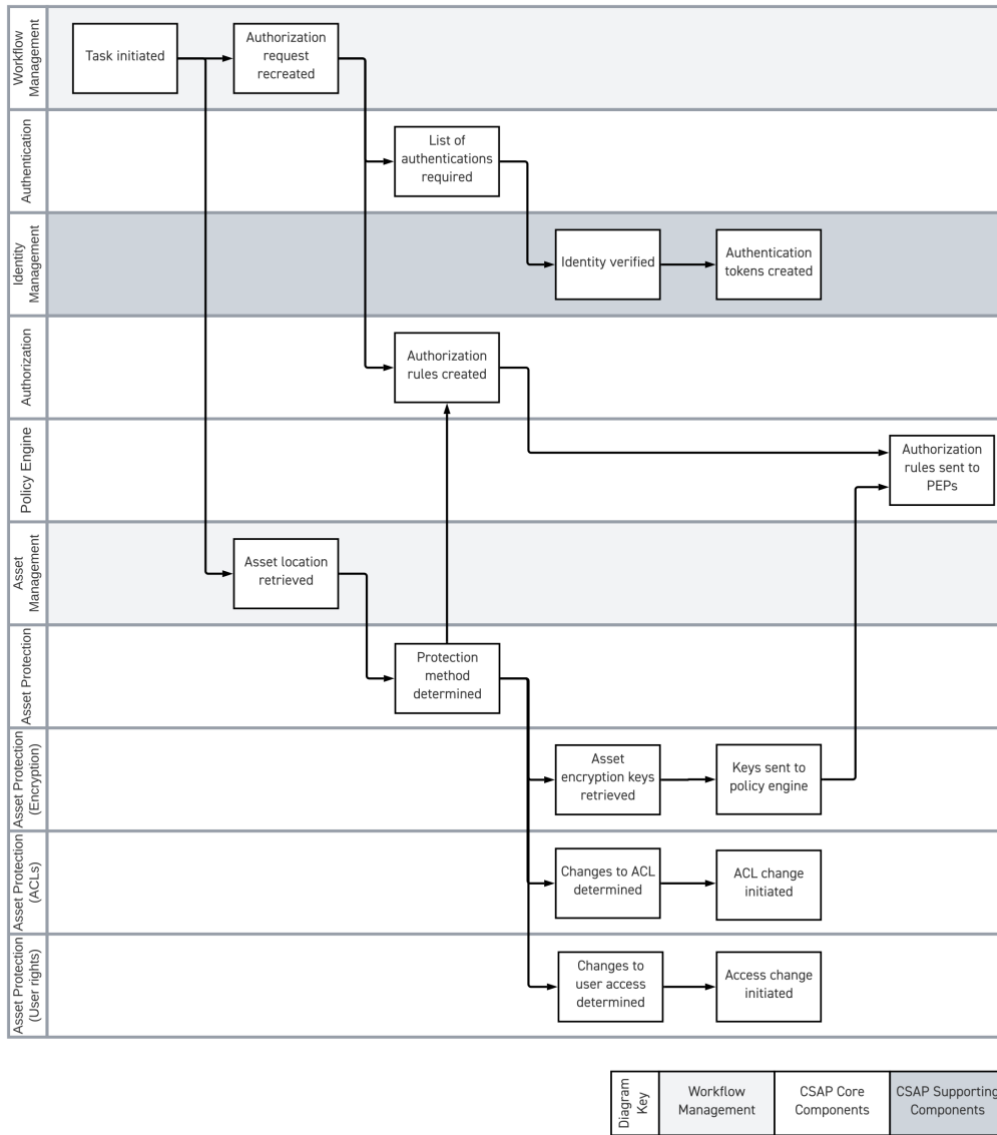 Workflow
Management
Task initiated
Authorization
request
recreated
Authentication
List of
authentications
required
Identity
Management
Identity verified
Authentication
tokens created
Authorization
Authorization
rules created
Policy Engine
Authorization
rules sent to
PEPs
Asset
Management
Asset location
retrieved
Asset Protection
Protection
method
determined
Asset Protection
(Encryption)
Asset
encryption keys
retrieved
Keys sent to
policy engine
Asset Protection
(ACLs)
Changes to ACL
determined
ACL change
initiated
Asset Protection
(User rights)
Changes to
user access
determined
Access change
initiated
Diagram
Key
Workflow
Management
CSAP Core
Components
CSAP Supporting
Components